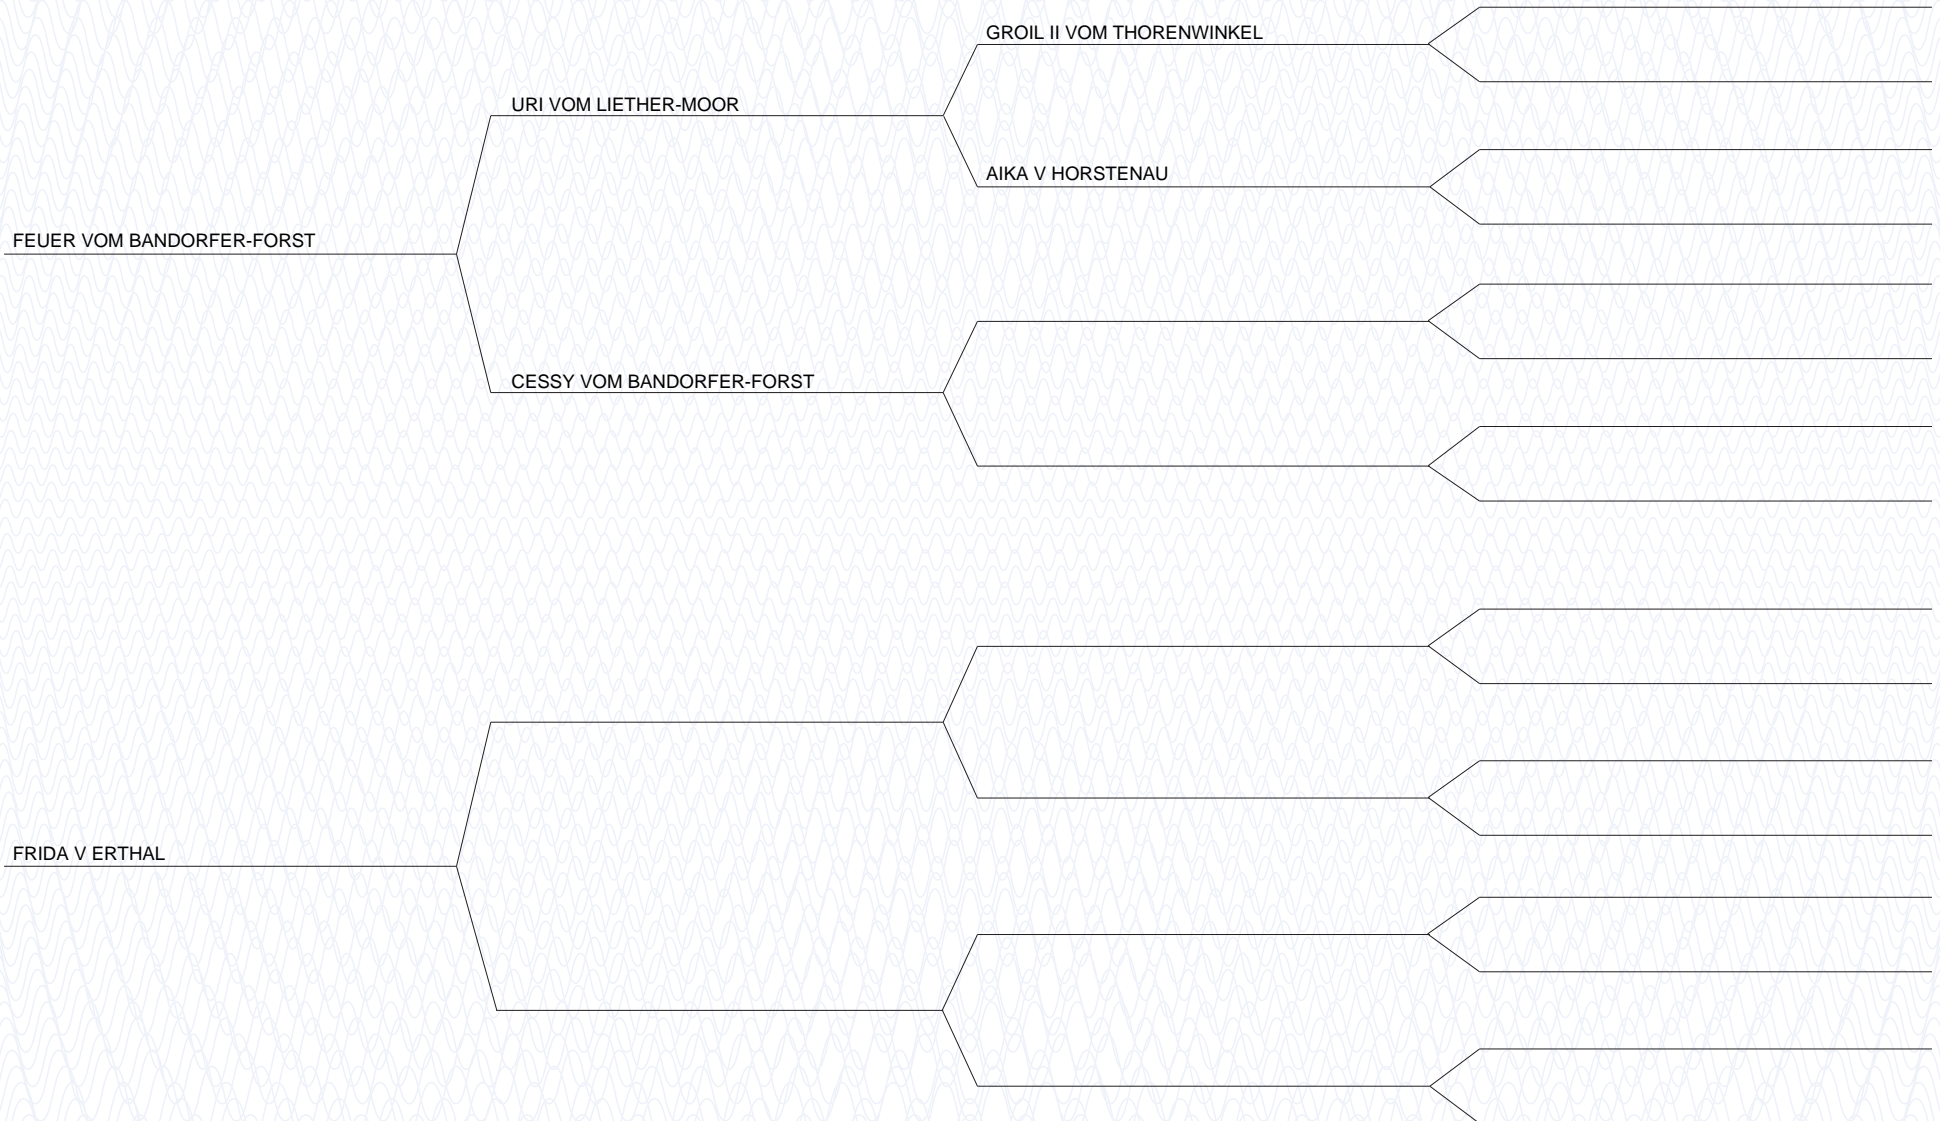 GROIL II VOM THORENWINKEL
URI VOM LIETHER-MOOR
AIKA V HORSTENAU
FEUER VOM BANDORFER-FORST
CESSY VOM BANDORFER-FORST
FRIDA V ERTHAL